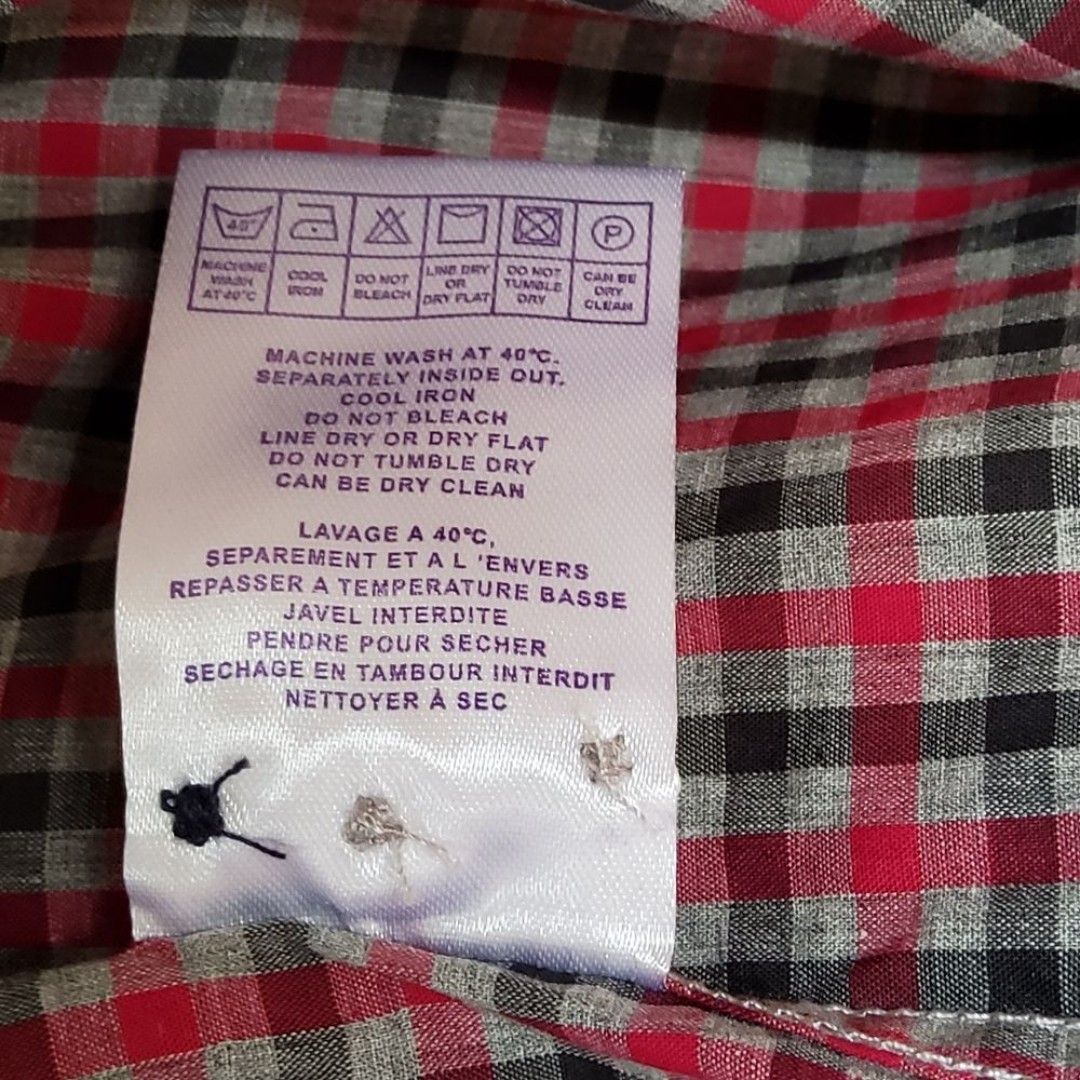 40°
P
MACHINE
WASH
AT 40°C
COOL
IRON
DO NOT
BLEACH
LINE DRY
OR
DRY FLAT
DO NOT
TUMBLE
DRY
CAN BE
DRY
CLEAN
MACHINE WASH AT 40°C.
SEPARATELY INSIDE OUT.
COOL IRON
DO NOT BLEACH
LINE DRY OR DRY FLAT
DO NOT TUMBLE DRY
CAN BE DRY CLEAN
LAVAGE A 40°C,
SEPAREMENT ET A L 'ENVERS
REPASSER A TEMPERATURE BASSE
JAVEL INTERDITE
PENDRE POUR SECHER
SECHAGE EN TAMBOUR INTERDIT
NETTOYER À SEC